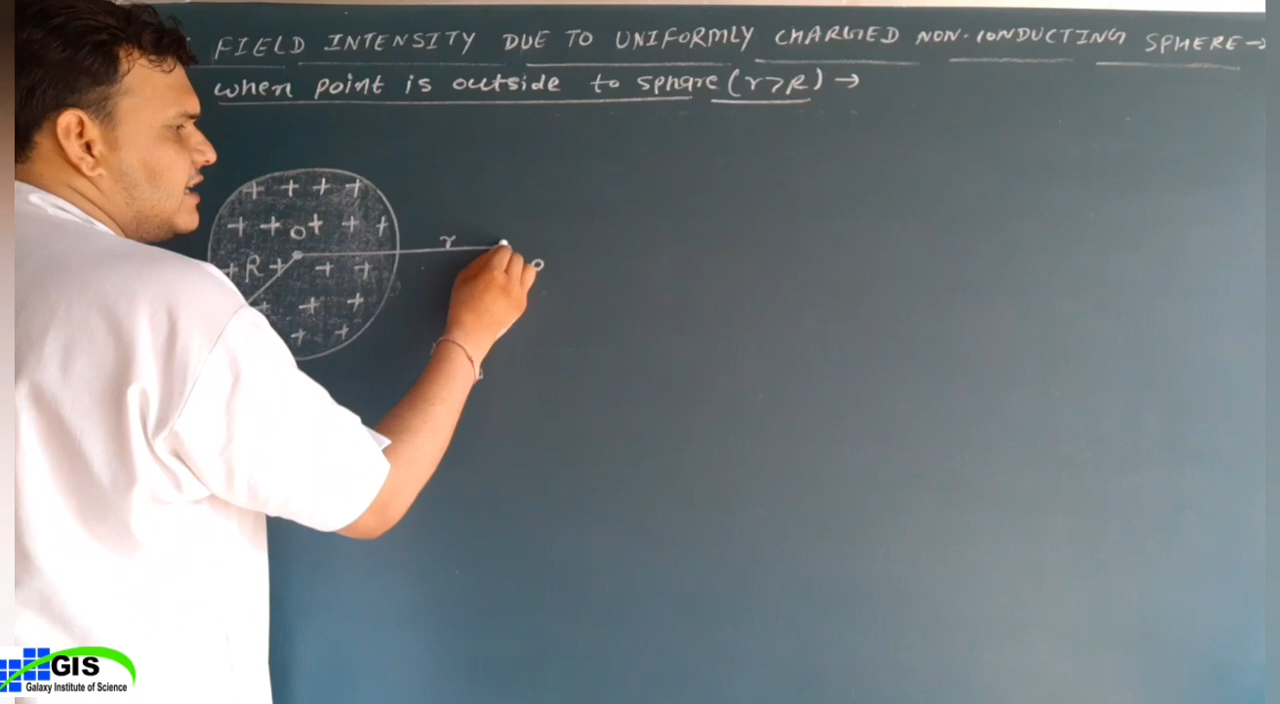 FIELD INTENSITY DUE TO UNIFORMLY CHARGED NON-CONDUCTING SPHERE→
when point is outside to sphare (r>R) →
+ + + +
+ + O + + +
r
+ R + + +
+ + +
+ +
GIS
Galaxy Institute of Science